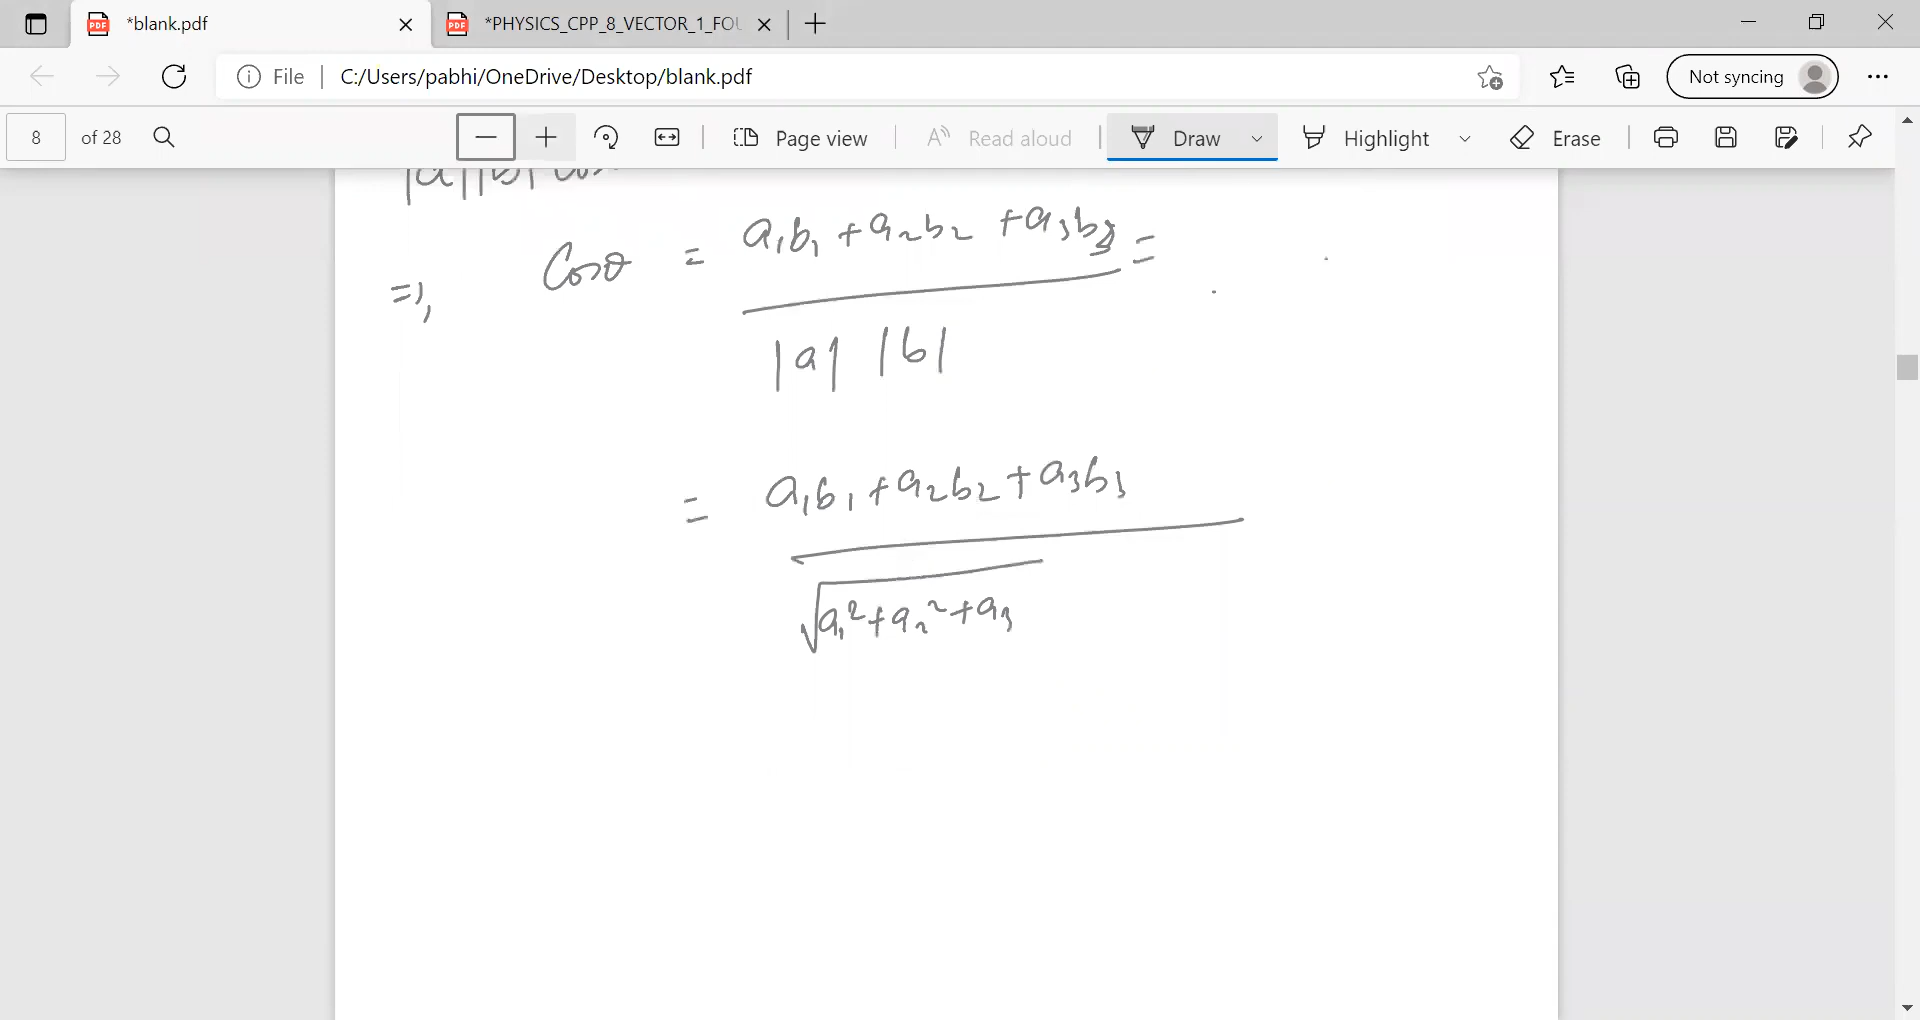 *blank.pdf *PHYSICS_CPP_8_VECTOR_1_FOU
File C:/Users/pabhi/OneDrive/Desktop/blank.pdf Not syncing
8 of 28 Page view Read aloud Draw Highlight Erase
|a||b| cos
⇒, Cosθ = a₁b₁ + a₂b₂ + a₃b₃ =
|a| |b|
= a₁b₁ + a₂b₂ + a₃b₃
√a₁² + a₂² + a₃